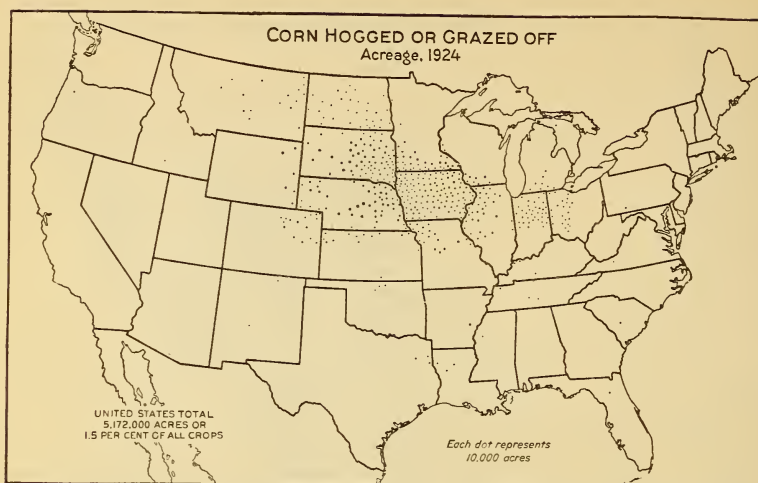 CORN HOGGED OR GRAZED OFF
Acreage, 1924
UNITED STATES TOTAL
5,172,000 ACRES OR
1.5 PER CENT OF ALL CROPS
Each dot represents
10,000 acres